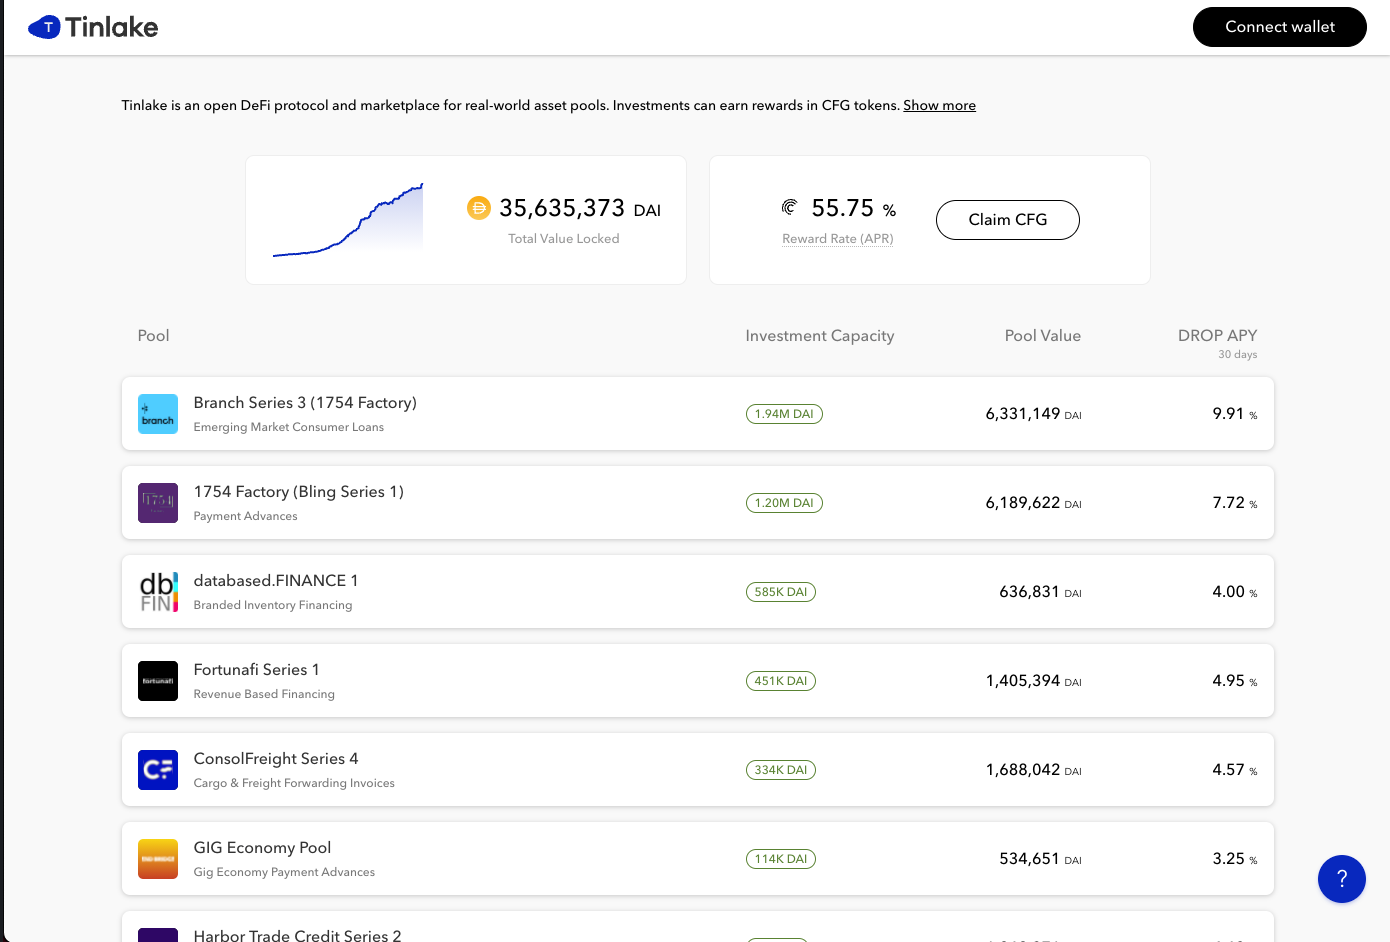 T Tinlake
Connect wallet
Tinlake is an open DeFi protocol and marketplace for real-world asset pools. Investments can earn rewards in CFG tokens. Show more
35,635,373 DAI
Total Value Locked
55.75 %
Reward Rate (APR)
Claim CFG
Pool Investment Capacity Pool Value DROP APY
30 days
branch
Branch Series 3 (1754 Factory)
Emerging Market Consumer Loans
1.94M DAI
6,331,149 DAI
9.91 %
1754
1754 Factory (Bling Series 1)
Payment Advances
1.20M DAI
6,189,622 DAI
7.72 %
db
FIN
databased.FINANCE 1
Branded Inventory Financing
585K DAI
636,831 DAI
4.00 %
fortunafi
Fortunafi Series 1
Revenue Based Financing
451K DAI
1,405,394 DAI
4.95 %
CF
ConsolFreight Series 4
Cargo & Freight Forwarding Invoices
334K DAI
1,688,042 DAI
4.57 %
GIG Economy Pool
Gig Economy Payment Advances
114K DAI
534,651 DAI
3.25 %
?
Harbor Trade Credit Series 2